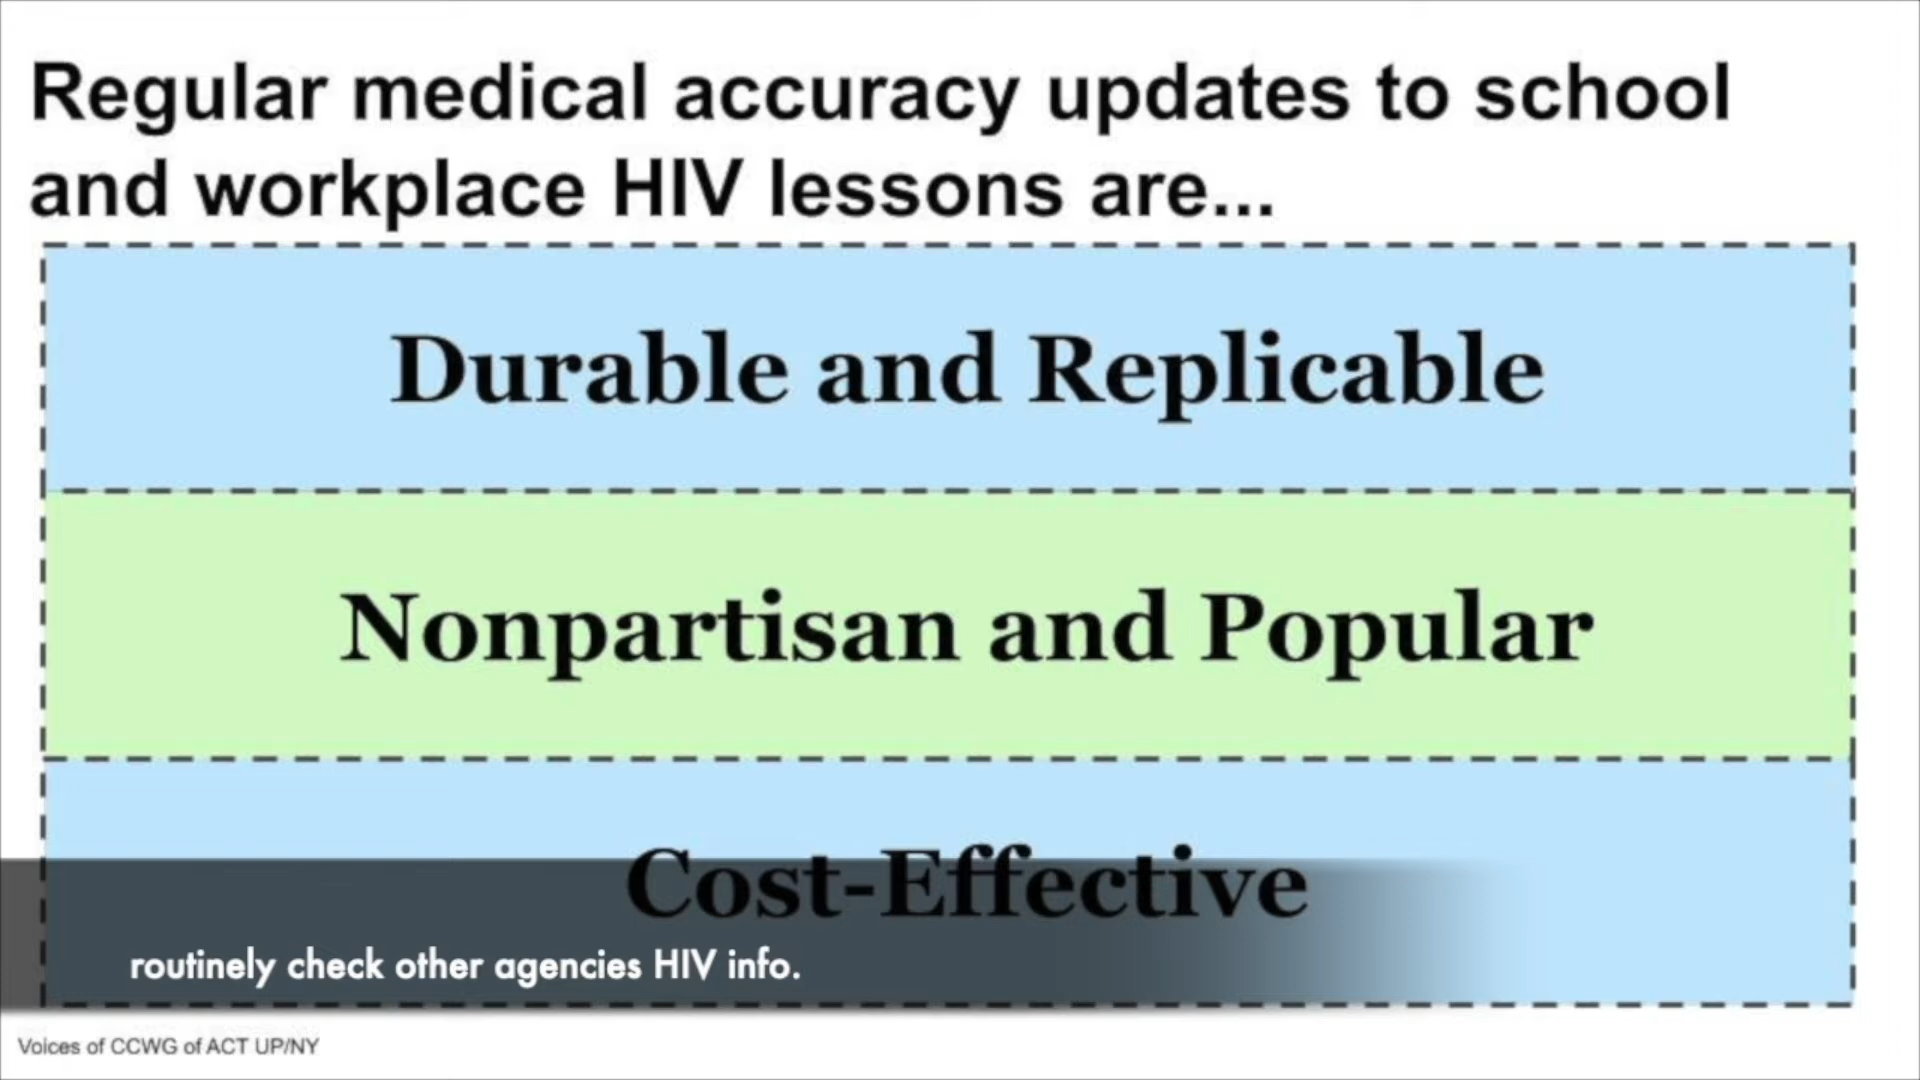 Regular medical accuracy updates to school
and workplace HIV lessons are...
Durable and Replicable
Nonpartisan and Popular
Cost-Effective
routinely check other agencies HIV info.
Voices of CCWG of ACT UP/NY